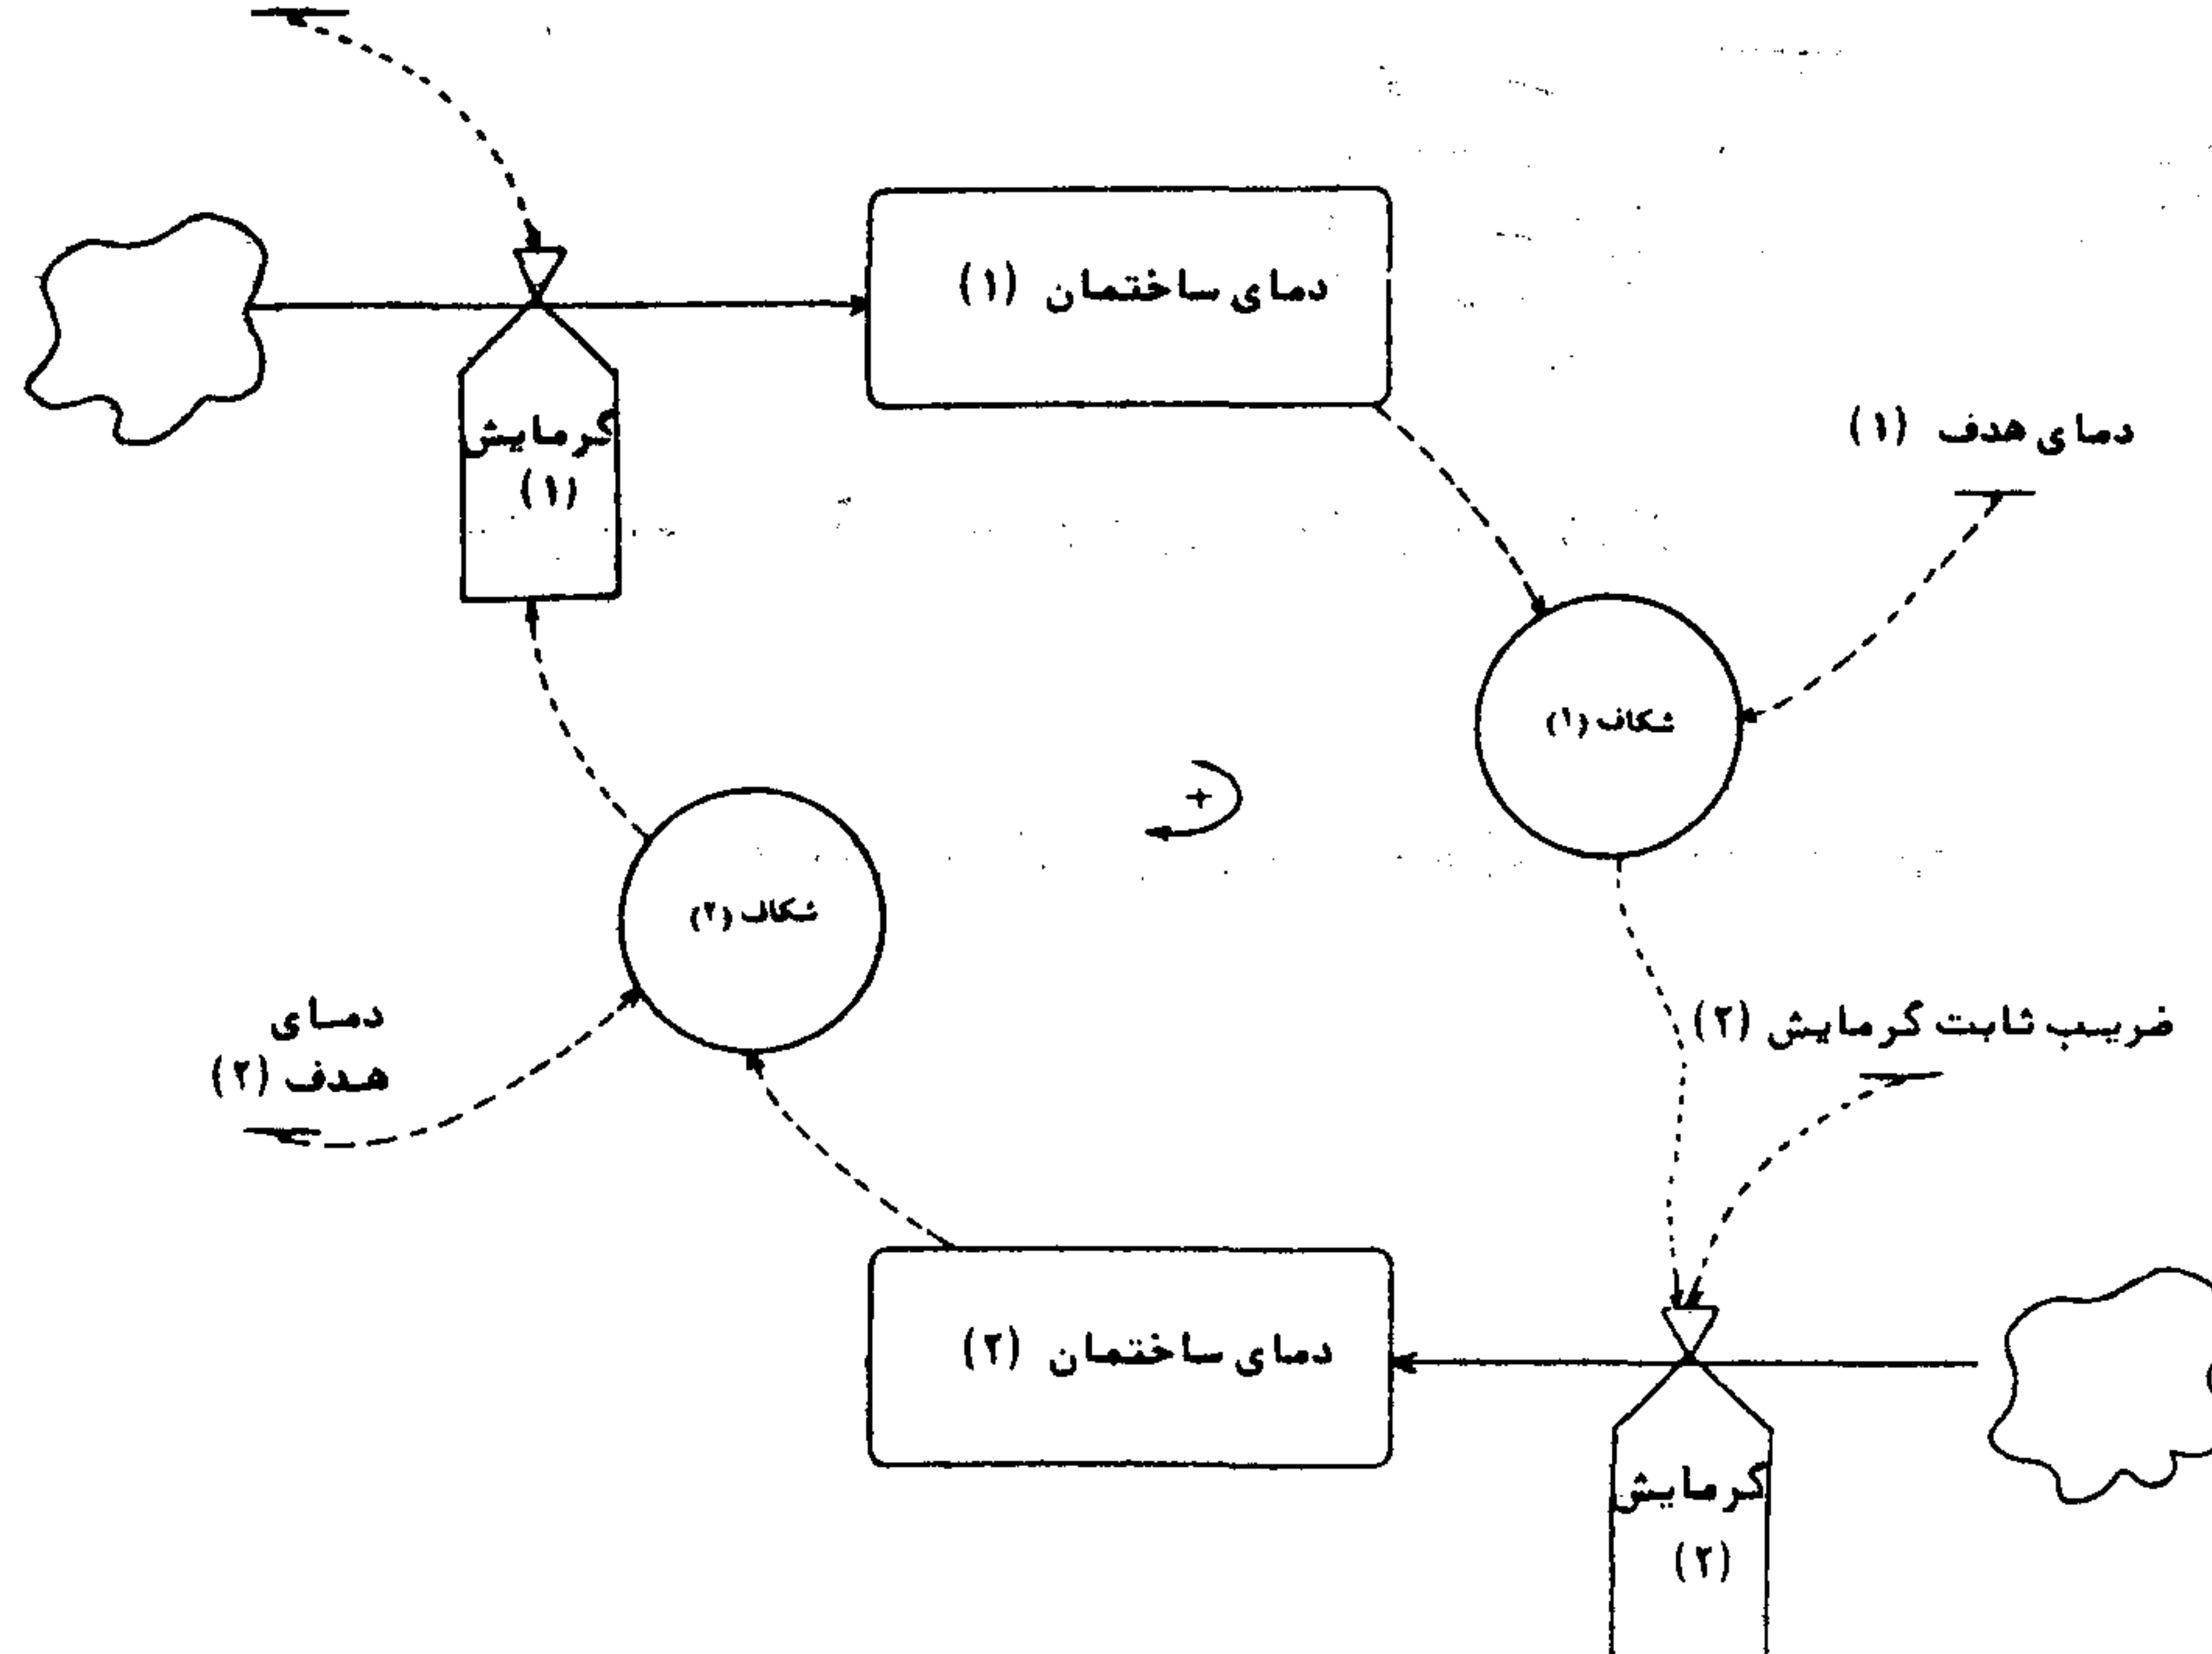 دمای ساختمان (۱)
گرمایش
(۱)
دمای هدف (۱)
شکاف (۱)
+
شکاف (۲)
ضریب ثابت گرمایش (۲)
دمای
هدف (۲)
دمای ساختمان (۲)
گرمایش
(۲)